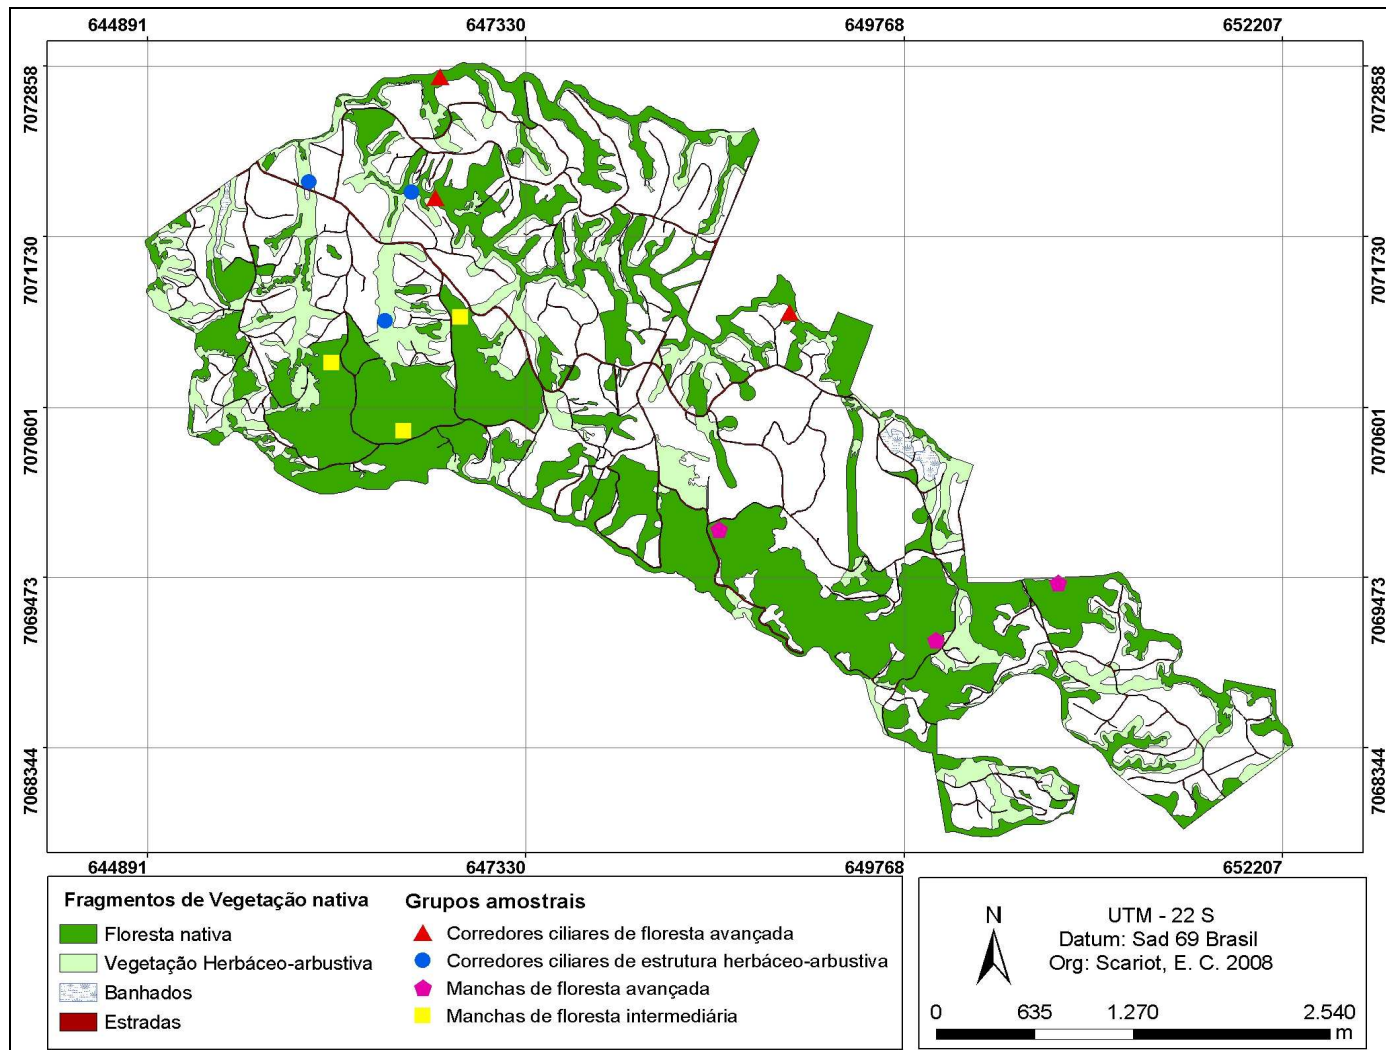 644891
647330
649768
652207
7072858
7072858
7071730
7071730
7070601
7070601
7069473
7069473
7068344
7068344
644891
647330
649768
652207
Fragmentos de Vegetação nativa
Floresta nativa
Vegetação Herbáceo-arbustiva
Banhados
Estradas
Grupos amostrais
Corredores ciliares de floresta avançada
Corredores ciliares de estrutura herbáceo-arbustiva
Manchas de floresta avançada
Manchas de floresta intermediária
N
UTM - 22 S
Datum: Sad 69 Brasil
Org: Scariot, E. C. 2008
0 635 1.270 2.540
m